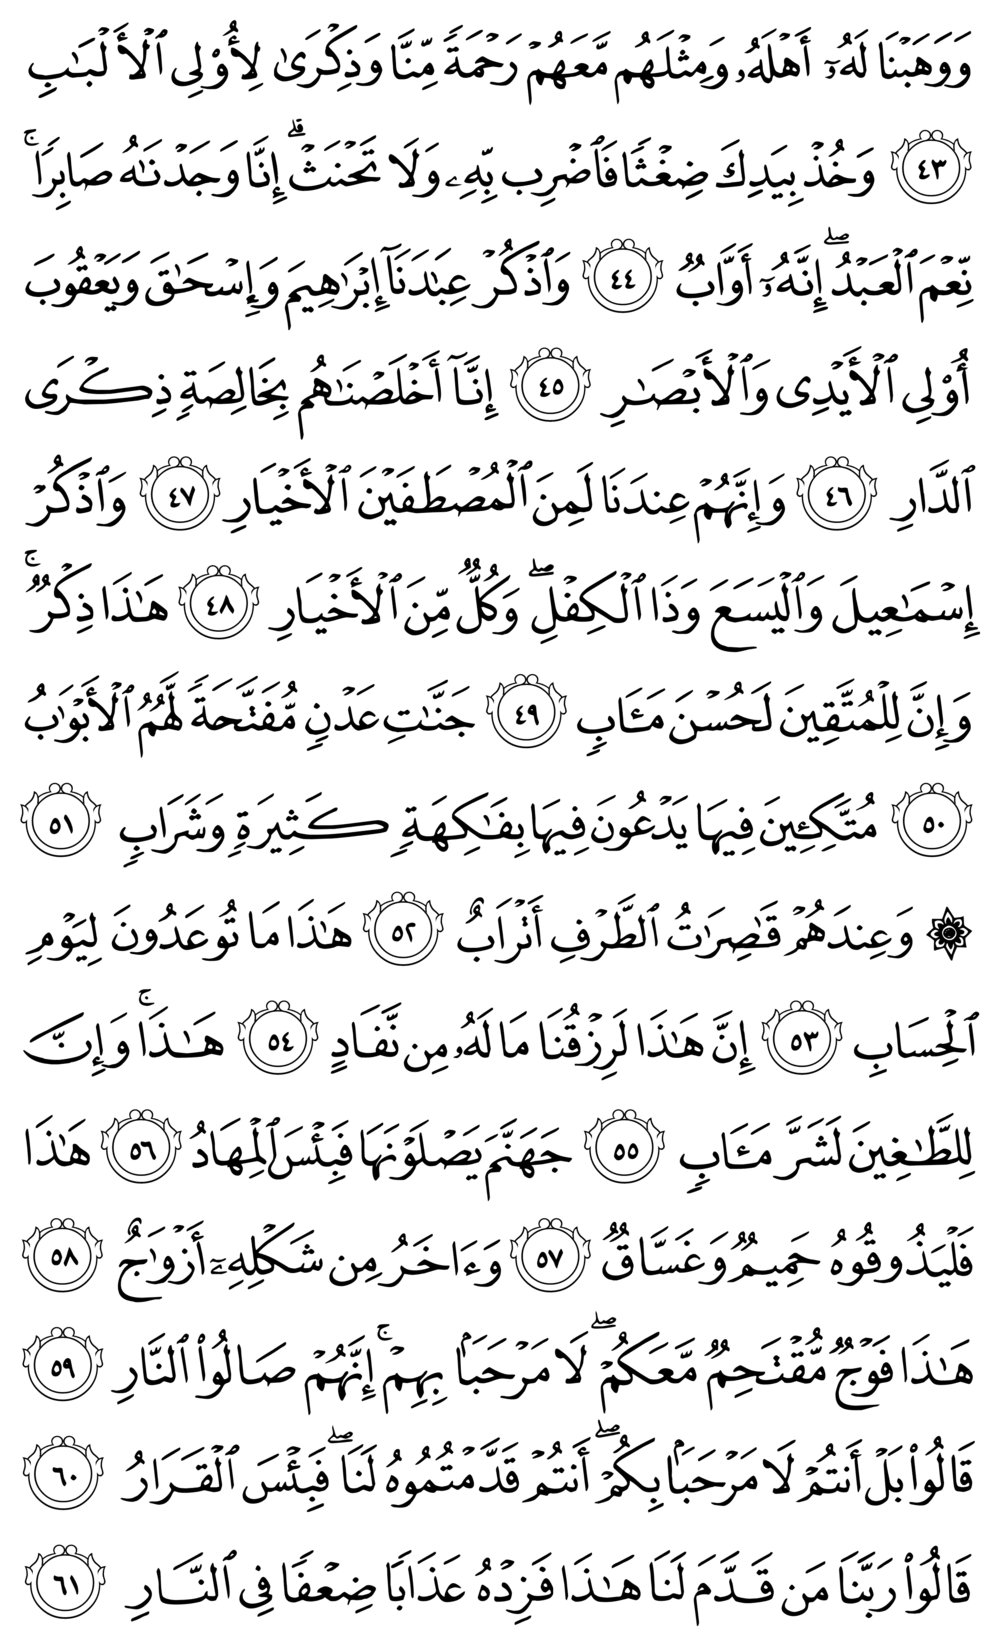 وَوَهَبْنَا لَهُۥٓ أَهْلَهُۥ وَمِثْلَهُم مَّعَهُمْ رَحْمَةً مِّنَّا وَذِكْرَىٰ لِأُو۟لِى ٱلْأَلْبَـٰبِ
٤٣ وَخُذْ بِيَدِكَ ضِغْثًا فَٱضْرِب بِّهِۦ وَلَا تَحْنَثْ ۗ إِنَّا وَجَدْنَـٰهُ صَابِرًا ۚ
نِّعْمَ ٱلْعَبْدُ ۖ إِنَّهُۥٓ أَوَّابٌ ٤٤ وَٱذْكُرْ عِبَـٰدَنَآ إِبْرَٰهِيمَ وَإِسْحَـٰقَ وَيَعْقُوبَ
أُو۟لِى ٱلْأَيْدِى وَٱلْأَبْصَـٰرِ ٤٥ إِنَّآ أَخْلَصْنَـٰهُم بِخَالِصَةٍ ذِكْرَى
ٱلدَّارِ ٤٦ وَإِنَّهُمْ عِندَنَا لَمِنَ ٱلْمُصْطَفَيْنَ ٱلْأَخْيَارِ ٤٧ وَٱذْكُرْ
إِسْمَـٰعِيلَ وَٱلْيَسَعَ وَذَا ٱلْكِفْلِ ۖ وَكُلٌّ مِّنَ ٱلْأَخْيَارِ ٤٨ هَـٰذَا ذِكْرٌ ۚ
وَإِنَّ لِلْمُتَّقِينَ لَحُسْنَ مَـَٔابٍ ٤٩ جَنَّـٰتِ عَدْنٍ مُّفَتَّحَةً لَّهُمُ ٱلْأَبْوَٰبُ
٥٠ مُتَّكِـِٔينَ فِيهَا يَدْعُونَ فِيهَا بِفَـٰكِهَةٍ كَثِيرَةٍ وَشَرَابٍ ٥١
۞ وَعِندَهُمْ قَـٰصِرَٰتُ ٱلطَّرْفِ أَتْرَابٌ ٥٢ هَـٰذَا مَا تُوعَدُونَ لِيَوْمِ
ٱلْحِسَابِ ٥٣ إِنَّ هَـٰذَا لَرِزْقُنَا مَا لَهُۥ مِن نَّفَادٍ ٥٤ هَـٰذَا ۚ وَإِنَّ
لِلطَّـٰغِينَ لَشَرَّ مَـَٔابٍ ٥٥ جَهَنَّمَ يَصْلَوْنَهَا فَبِئْسَ ٱلْمِهَادُ ٥٦ هَـٰذَا
فَلْيَذُوقُوهُ حَمِيمٌ وَغَسَّاقٌ ٥٧ وَءَاخَرُ مِن شَكْلِهِۦٓ أَزْوَٰجٌ ٥٨
هَـٰذَا فَوْجٌ مُّقْتَحِمٌ مَّعَكُمْ ۖ لَا مَرْحَبًۢا بِهِمْ ۚ إِنَّهُمْ صَالُوا۟ ٱلنَّارِ ٥٩
قَالُوا۟ بَلْ أَنتُمْ لَا مَرْحَبًۢا بِكُمْ ۖ أَنتُمْ قَدَّمْتُمُوهُ لَنَا ۖ فَبِئْسَ ٱلْقَرَارُ ٦٠
قَالُوا۟ رَبَّنَا مَن قَدَّمَ لَنَا هَـٰذَا فَزِدْهُ عَذَابًا ضِعْفًا فِى ٱلنَّارِ ٦١